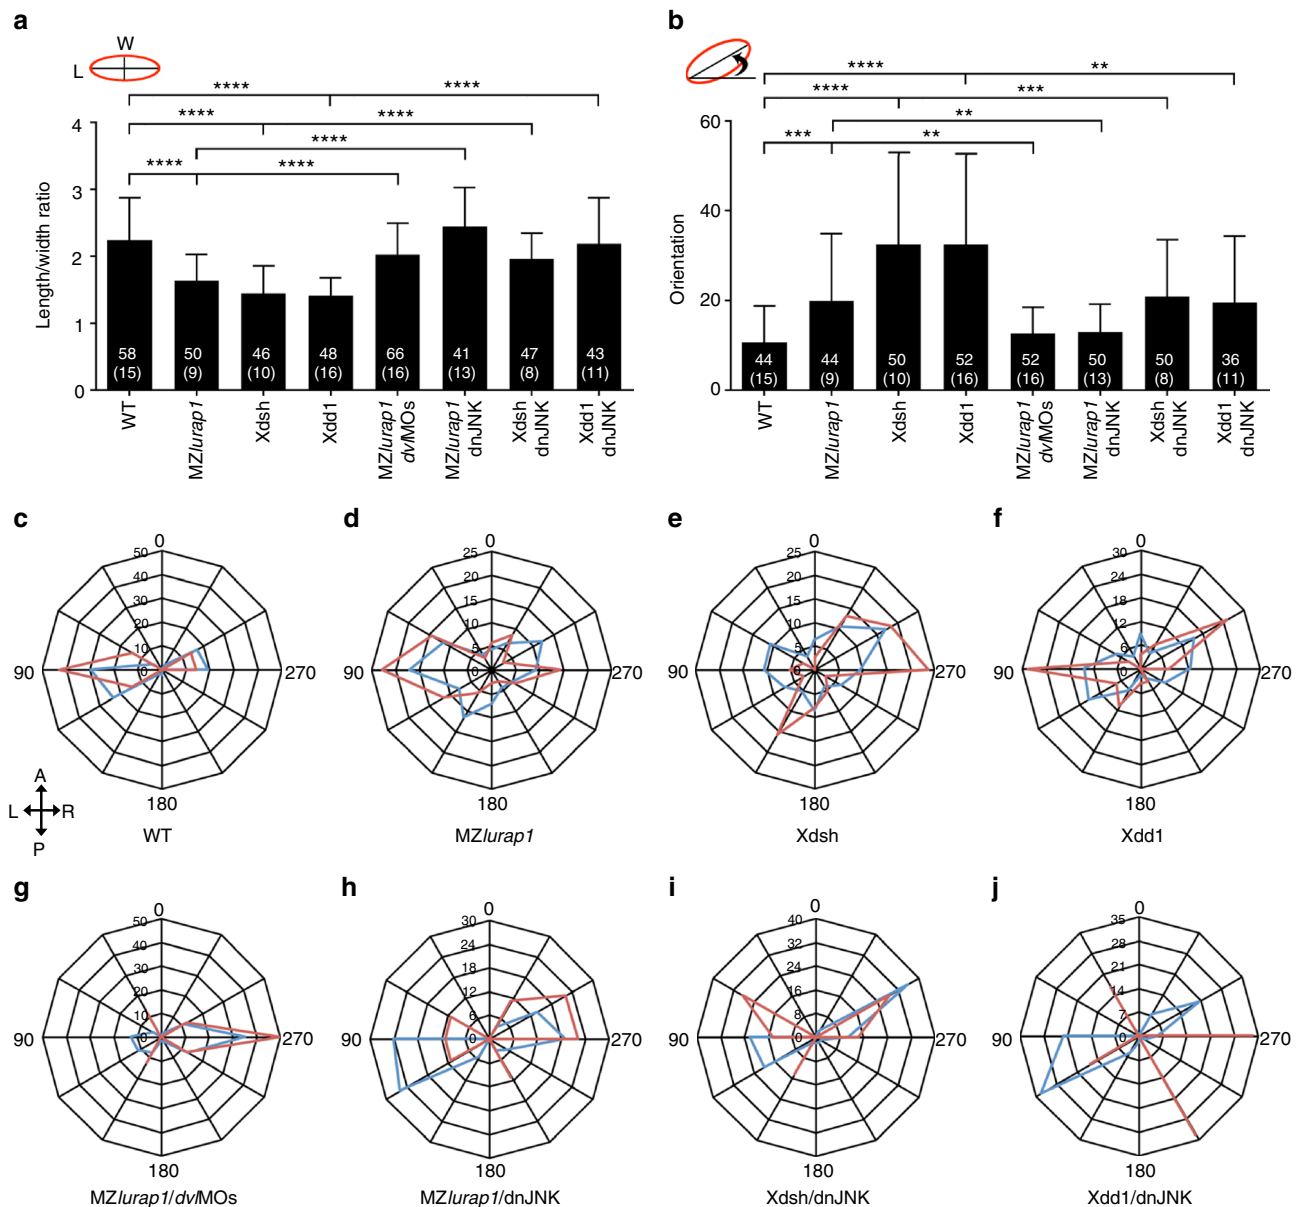 a
b
W
L
**** ****
**** ****
****
**** ****
Length/width ratio
4
3
2
1
0
58 (15)
50 (9)
46 (10)
48 (16)
66 (16)
41 (13)
47 (8)
43 (11)
WT
MZlurap1
Xdsh
Xdd1
MZlurap1 dvlMOs
MZlurap1 dnJNK
Xdsh dnJNK
Xdd1 dnJNK
**** **
**** ***
**
*** **
Orientation
60
40
20
0
44 (15)
44 (9)
50 (10)
52 (16)
52 (16)
50 (13)
50 (8)
36 (11)
WT
MZlurap1
Xdsh
Xdd1
MZlurap1 dvlMOs
MZlurap1 dnJNK
Xdsh dnJNK
Xdd1 dnJNK
c
0
50
40
30
20
10
0
90
270
180
A
L
R
P
WT
d
0
25
20
15
10
5
0
90
270
180
MZlurap1
e
0
25
20
15
10
5
0
90
270
180
Xdsh
f
0
30
24
18
12
6
0
90
270
180
Xdd1
g
0
50
40
30
20
10
0
90
270
180
MZlurap1/dvlMOs
h
0
30
24
18
12
6
0
90
270
180
MZlurap1/dnJNK
i
0
40
32
24
16
8
0
90
270
180
Xdsh/dnJNK
j
0
35
28
21
14
7
0
90
270
180
Xdd1/dnJNK